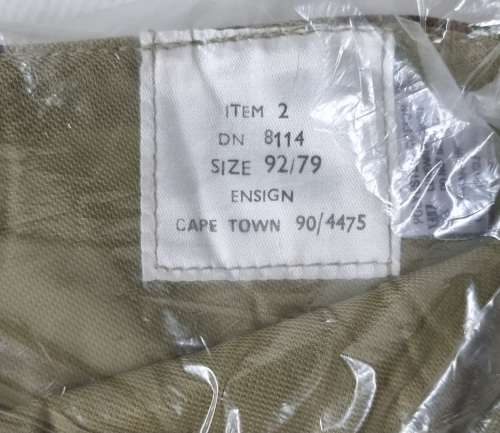 ITEM 2
DN 8114
SIZE 92/79
ENSIGN
CAPE TOWN 90/4475